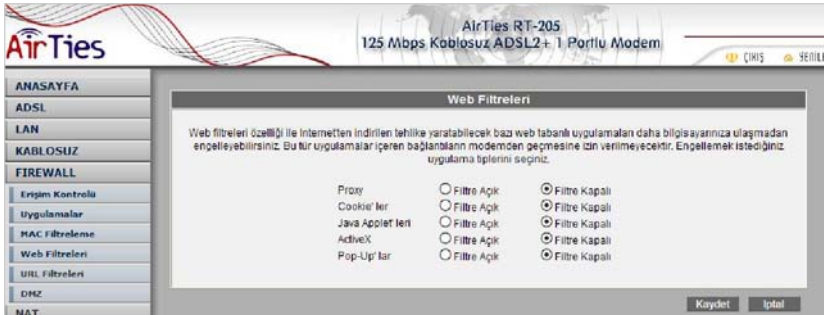 AirTies
AirTies RT-205
125 Mbps Kablosuz ADSL2+ 1 Portlu Modem
ÇIKIŞ
YENİLE
ANASAYFA
ADSL
LAN
KABLOSUZ
FIREWALL
Erişim Kontrolü
Uygulamalar
MAC Filtreleme
Web Filtreleri
URL Filtreleri
DMZ
NAT
Web Filtreleri
Web filtreleri özelliği ile Internet'ten indirilen tehlike yaratabilecek bazı web tabanlı uygulamaları daha bilgisayarınıza ulaşmadan
engelleyebilirsiniz. Bu tür uygulamalar içeren bağlantıların modemden geçmesine izin verilmeyecektir. Engellemek istediğiniz
uygulama tiplerini seçiniz.
Proxy Filtre Açık Filtre Kapalı
Cookie' ler Filtre Açık Filtre Kapalı
Java Applet' leri Filtre Açık Filtre Kapalı
ActiveX Filtre Açık Filtre Kapalı
Pop-Up' lar Filtre Açık Filtre Kapalı
Kaydet İptal